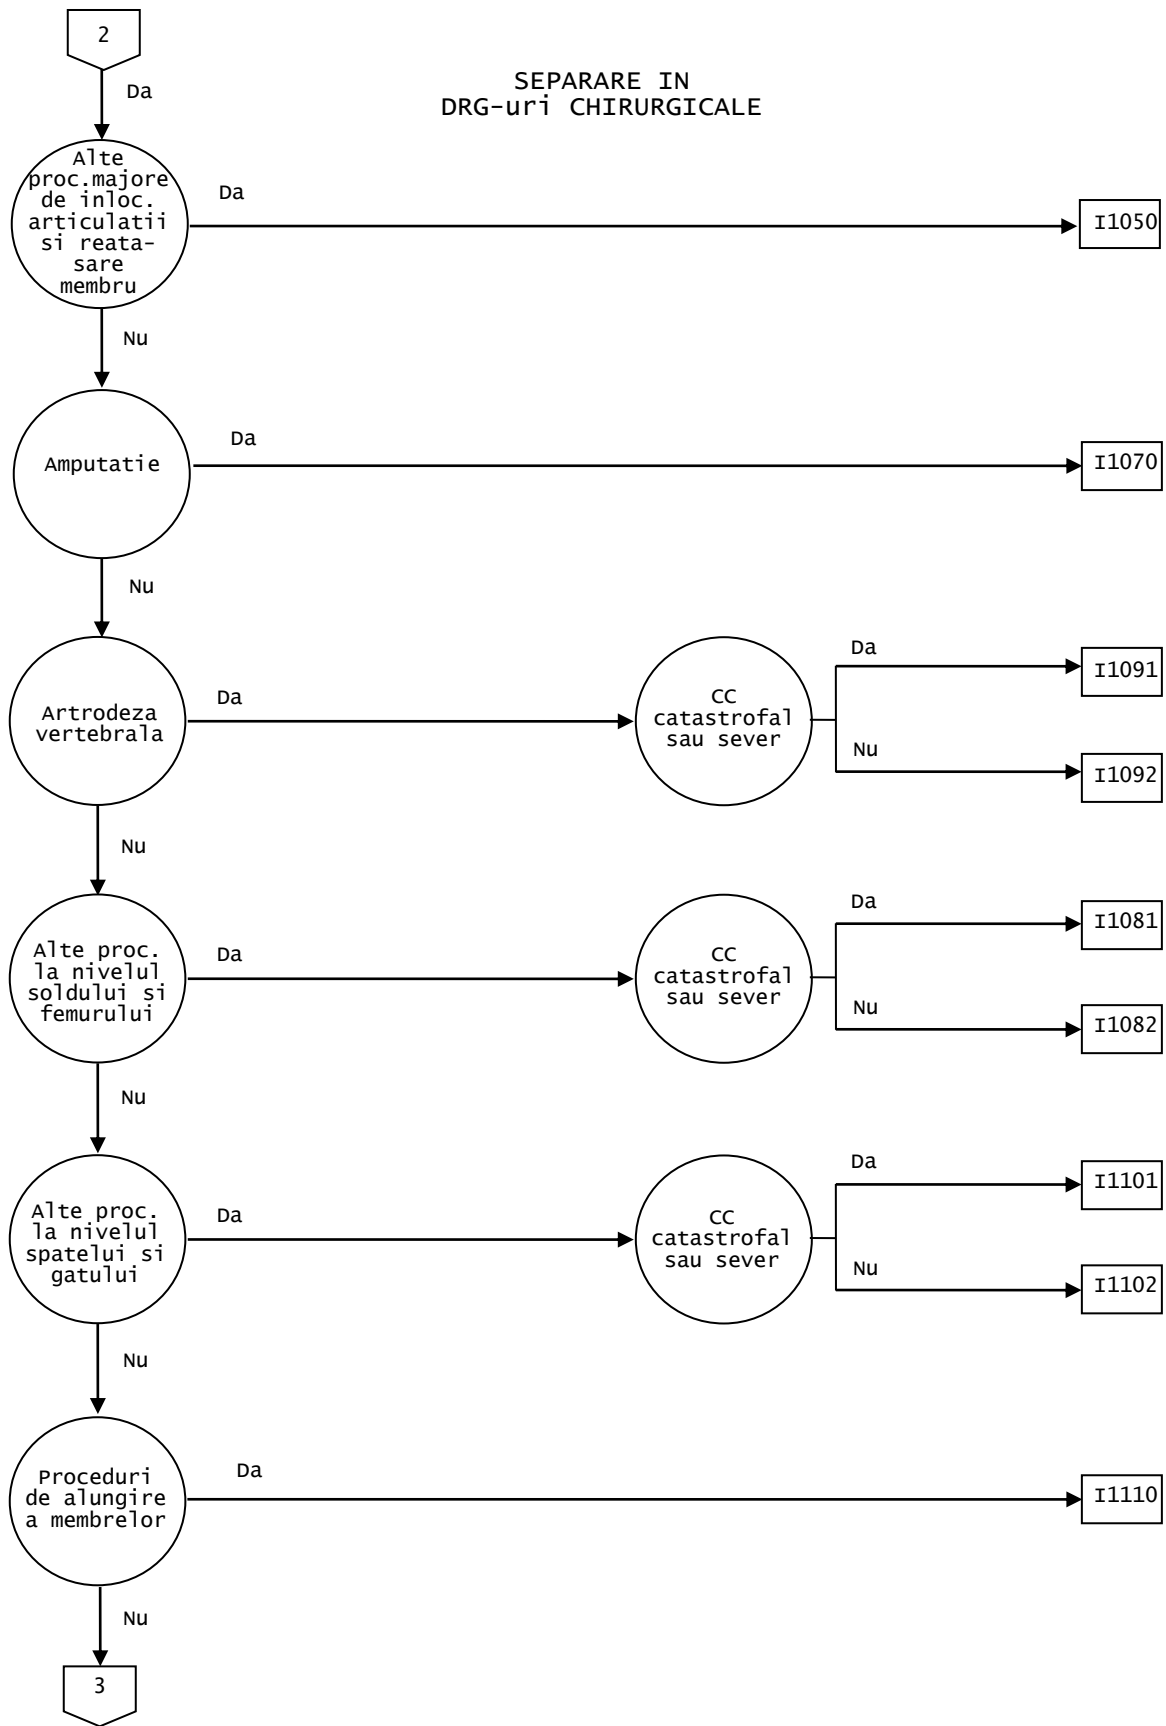 2
SEPARARE IN
DRG-uri CHIRURGICALE
Da
Alte
proc.majore
de inloc.
articulatii
si reata-
sare
membru
Da
I1050
Nu
Amputatie
Da
I1070
Nu
Artrodeza
vertebrala
Da
CC
catastrofal
sau sever
Da
I1091
Nu
I1092
Nu
Alte proc.
la nivelul
soldului si
femurului
Da
CC
catastrofal
sau sever
Da
I1081
Nu
I1082
Nu
Alte proc.
la nivelul
spatelui si
gatului
Da
CC
catastrofal
sau sever
Da
I1101
Nu
I1102
Nu
Proceduri
de alungire
a membrelor
Da
I1110
Nu
3